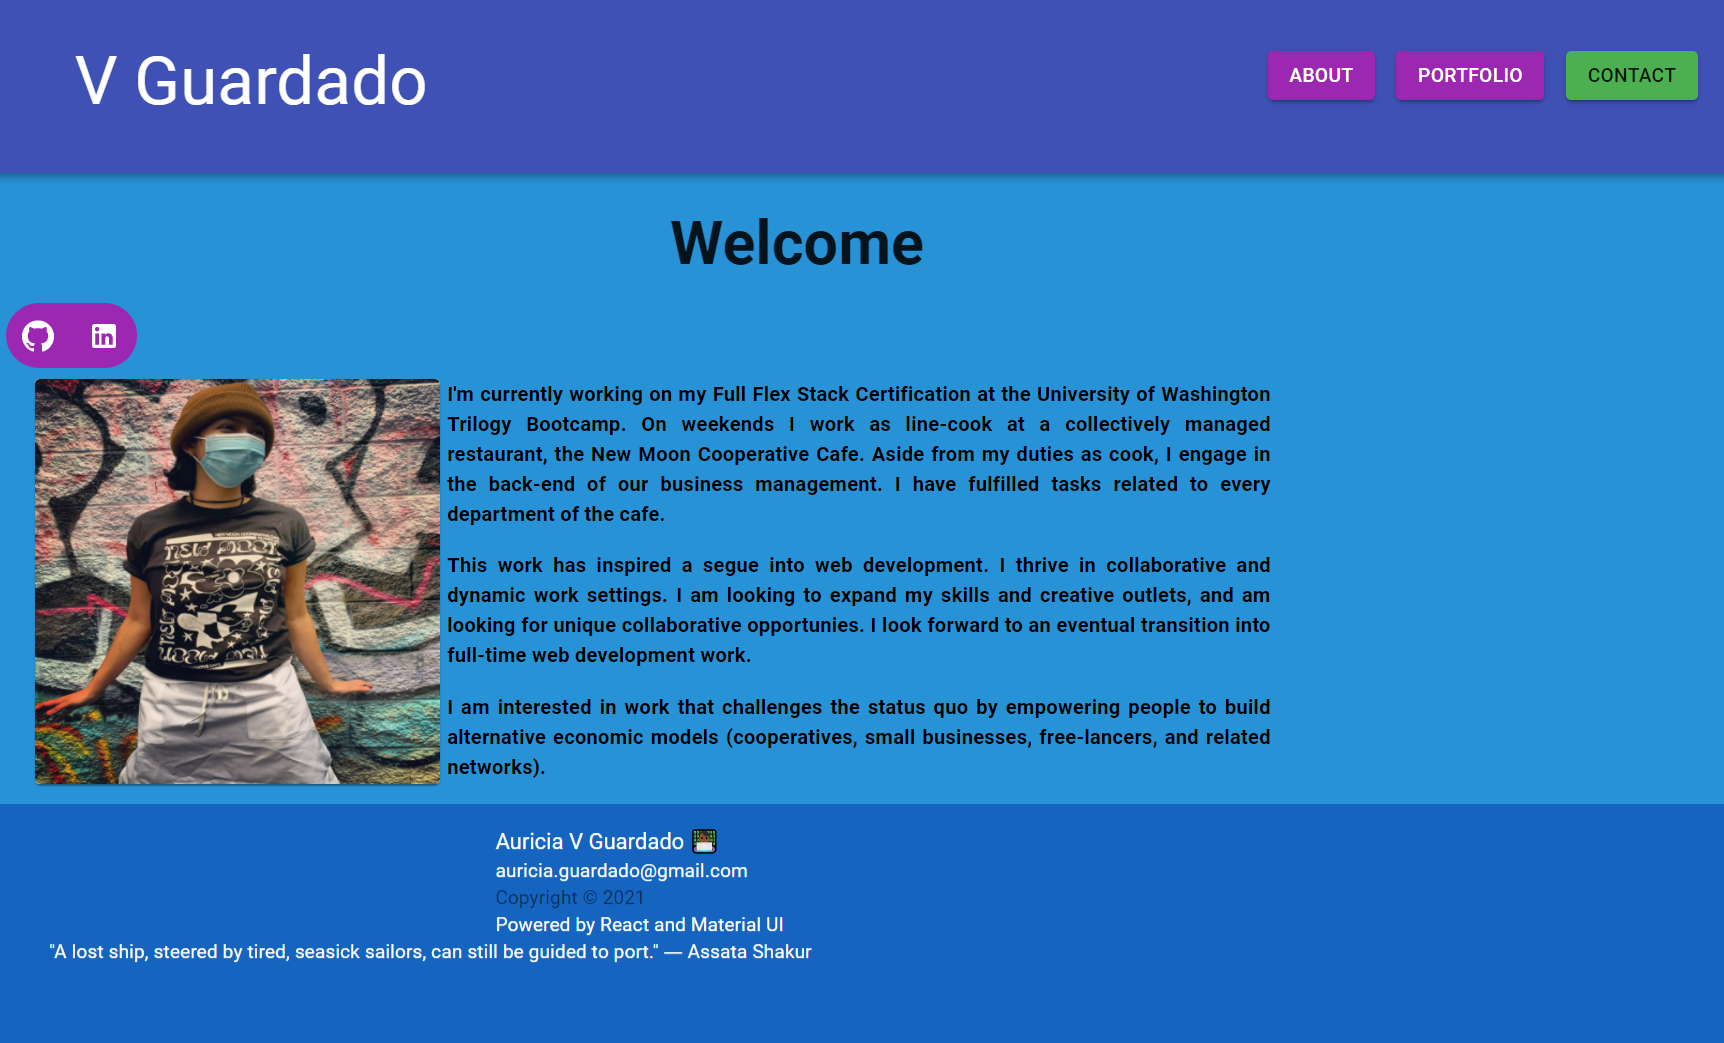 V Guardado
ABOUT
PORTFOLIO
CONTACT
Welcome
in
I'm currently working on my Full Flex Stack Certification at the University of Washington
Trilogy Bootcamp. On weekends I work as line-cook at a collectively managed
restaurant, the New Moon Cooperative Cafe. Aside from my duties as cook, I engage in
the back-end of our business management. I have fulfilled tasks related to every
department of the cafe.
This work has inspired a segue into web development. I thrive in collaborative and
dynamic work settings. I am looking to expand my skills and creative outlets, and am
looking for unique collaborative opportunies. I look forward to an eventual transition into
full-time web development work.
I am interested in work that challenges the status quo by empowering people to build
alternative economic models (cooperatives, small businesses, free-lancers, and related
networks).
NEW MOON
Auricia V Guardado
auricia.guardado@gmail.com
Copyright © 2021
Powered by React and Material UI
"A lost ship, steered by tired, seasick sailors, can still be guided to port." — Assata Shakur